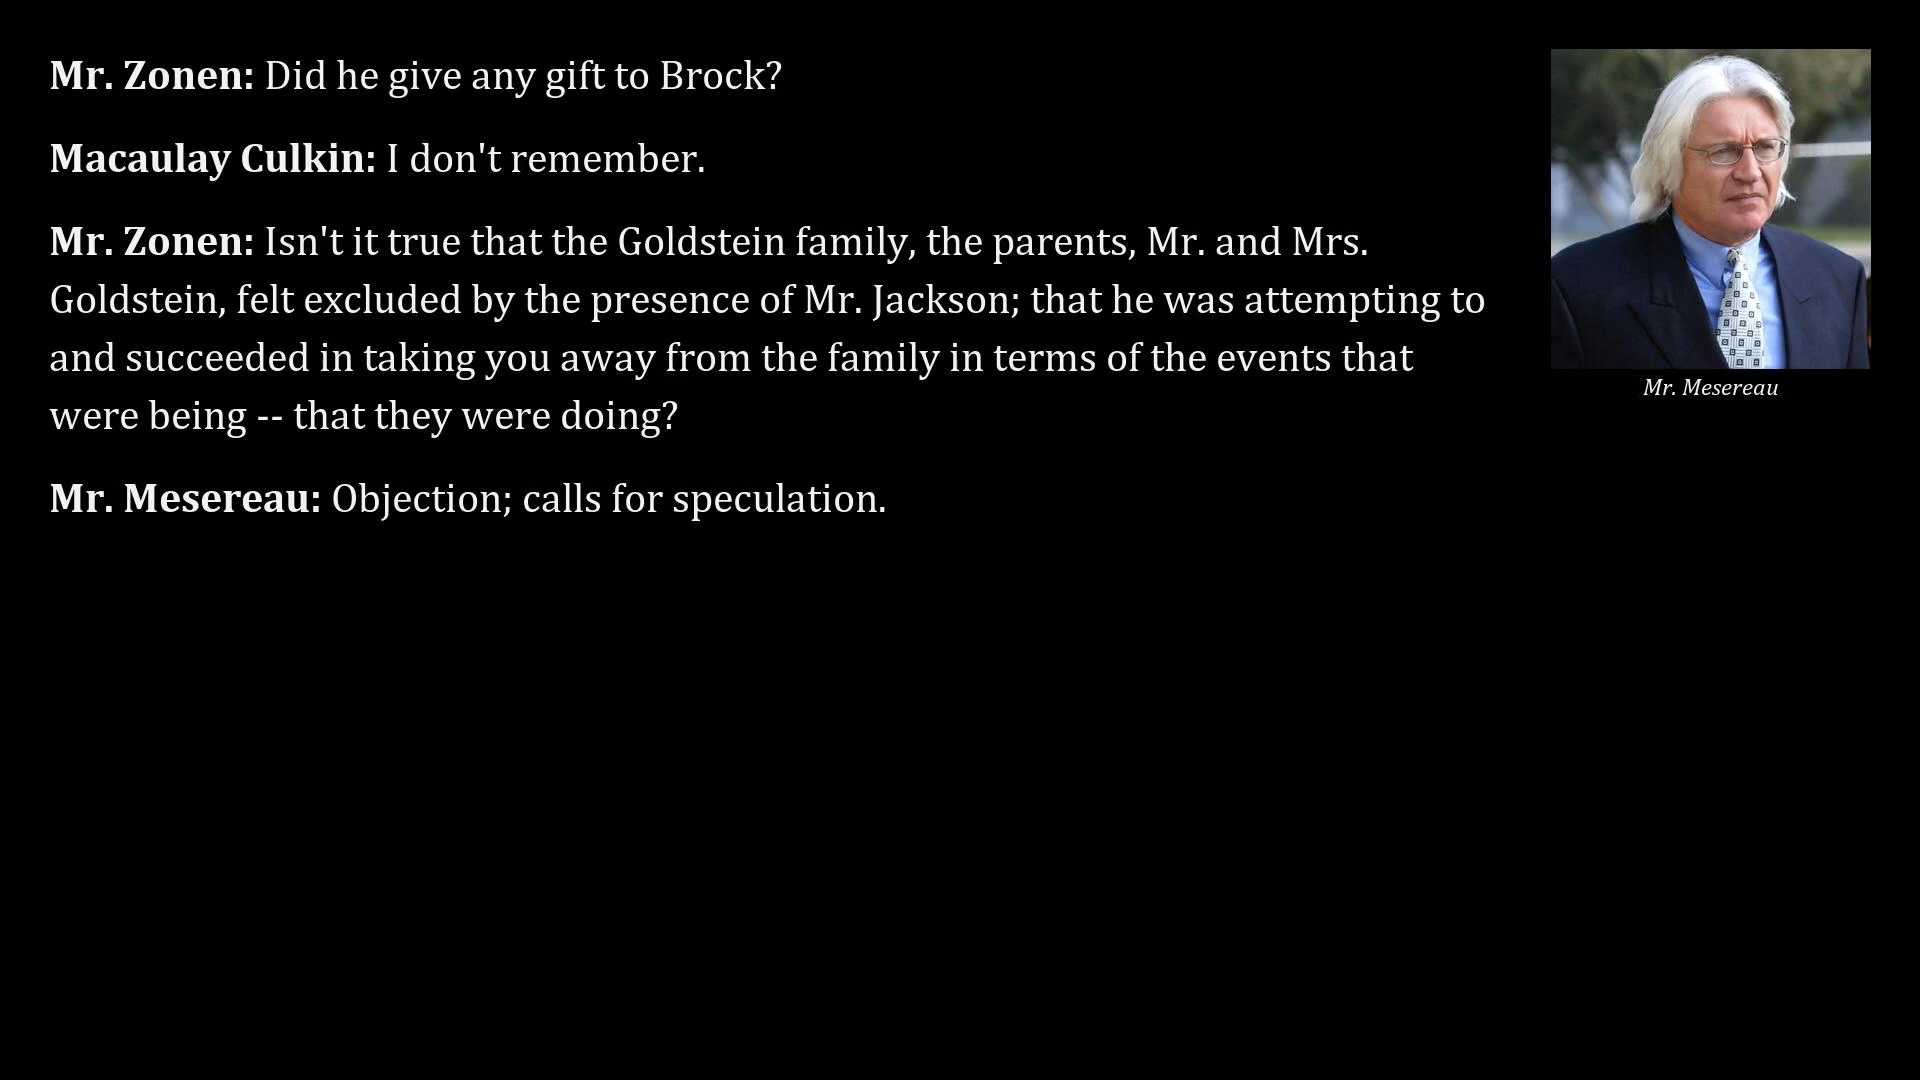 Mr. Zonen: Did he give any gift to Brock?
Macaulay Culkin: I don't remember.
Mr. Zonen: Isn't it true that the Goldstein family, the parents, Mr. and Mrs.
Goldstein, felt excluded by the presence of Mr. Jackson; that he was attempting to
and succeeded in taking you away from the family in terms of the events that
were being -- that they were doing?
Mr. Mesereau: Objection; calls for speculation.
Mr. Mesereau